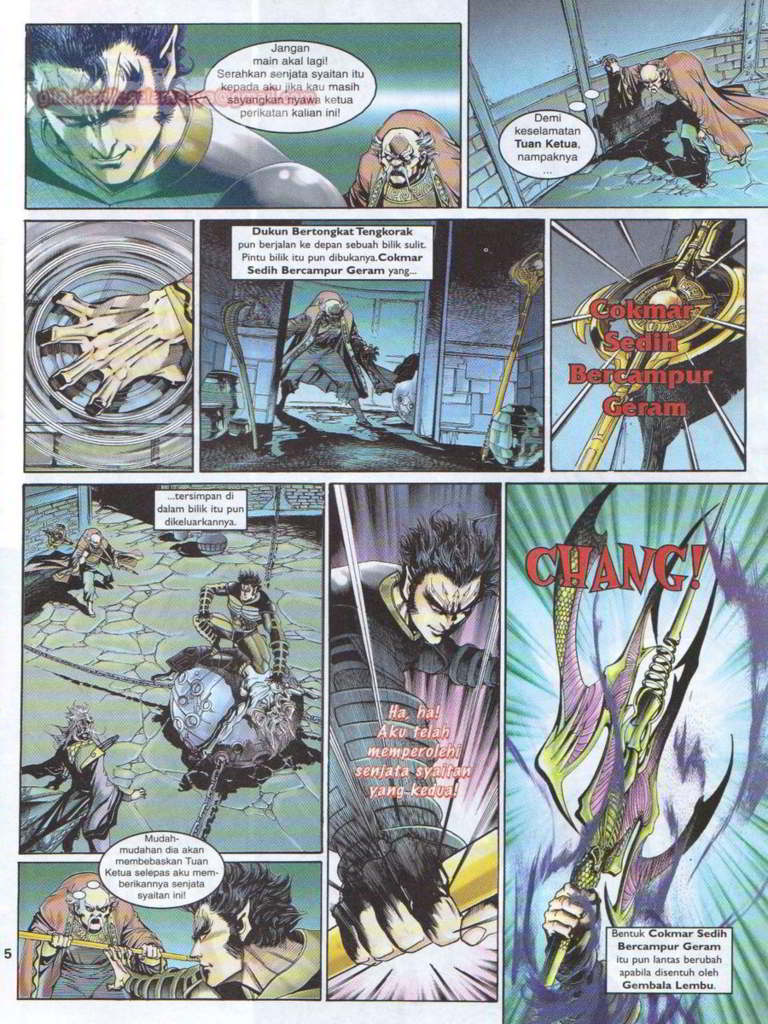 Jangan
main akal lagi!
Serahkan senjata syaitan itu
kepada aku jika kau masih
sayangkan nyawa ketua
perikatan kalian ini!
Demi
keselamatan
Tuan Ketua,
nampaknya
...
Dukun Bertongkat Tengkorak
pun berjalan ke depan sebuah bilik sulit.
Pintu bilik itu pun dibukanya.Cokmar
Sedih Bercampur Geram yang...
Cokmar
Sedih
Bercampur
Geram
...tersimpan di
dalam bilik itu pun
dikeluarkannya.
Ha, ha!
Aku telah
memperolehi
senjata syaitan
yang kedua!
CHANG!
Mudah-
mudahan dia akan
membebaskan Tuan
Ketua selepas aku mem-
berikannya senjata
syaitan ini!
Bentuk Cokmar Sedih
Bercampur Geram
itu pun lantas berubah
apabila disentuh oleh
Gembala Lembu.
5